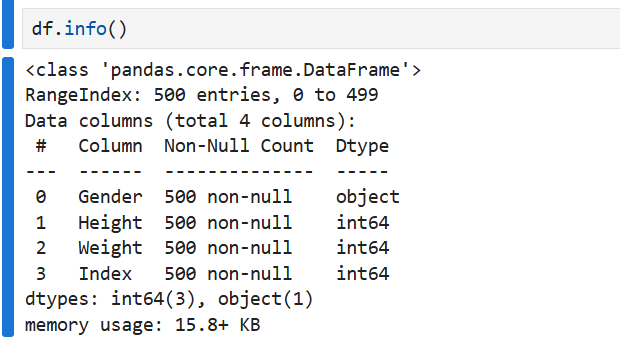 df.info()
<class 'pandas.core.frame.DataFrame'>
RangeIndex: 500 entries, 0 to 499
Data columns (total 4 columns):
 #   Column  Non-Null Count  Dtype
---  ------  --------------  -----
 0   Gender  500 non-null    object
 1   Height  500 non-null    int64
 2   Weight  500 non-null    int64
 3   Index   500 non-null    int64
dtypes: int64(3), object(1)
memory usage: 15.8+ KB